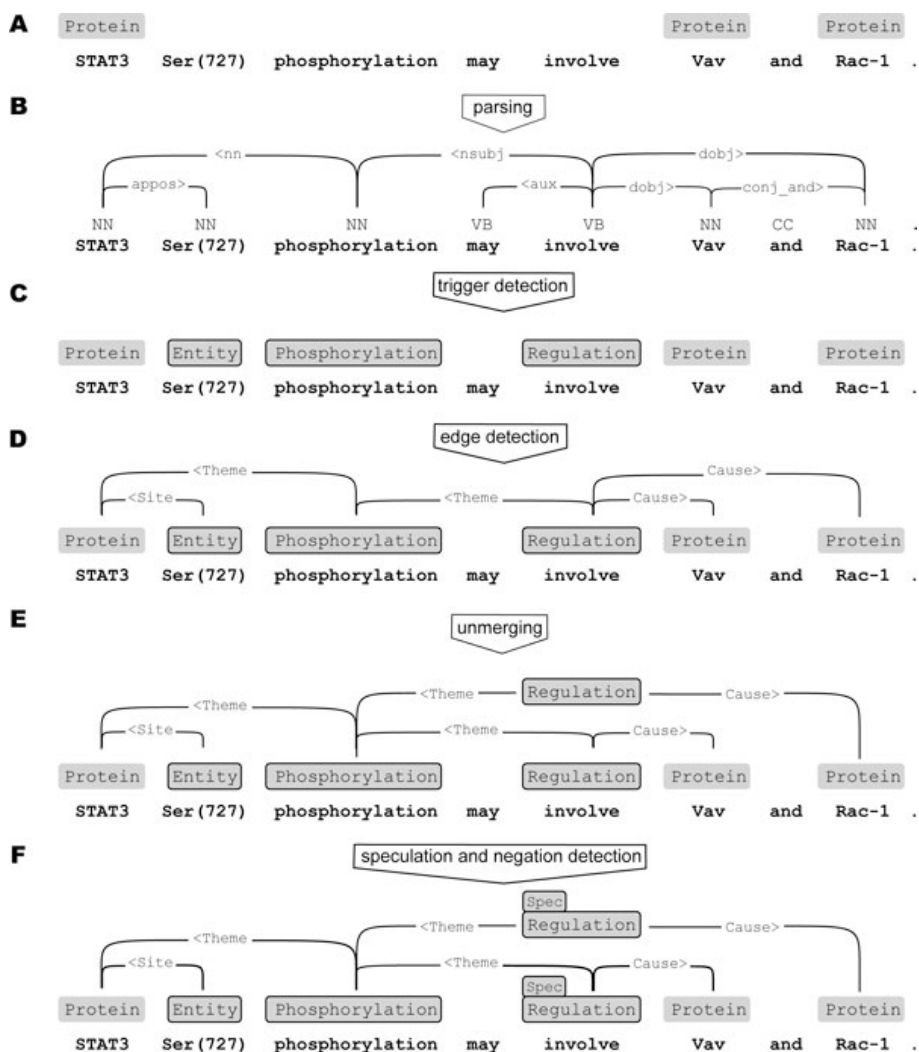 A
Protein Protein Protein
STAT3 Ser(727) phosphorylation may involve Vav and Rac-1 .
B
parsing
<nn <nsubj dobj>
appos> <aux dobj> conj_and>
NN NN NN VB VB NN CC NN
STAT3 Ser(727) phosphorylation may involve Vav and Rac-1 .
C
trigger detection
Protein Entity Phosphorylation Regulation Protein Protein
STAT3 Ser(727) phosphorylation may involve Vav and Rac-1 .
D
edge detection
<Theme Cause>
<Site <Theme Cause>
Protein Entity Phosphorylation Regulation Protein Protein
STAT3 Ser(727) phosphorylation may involve Vav and Rac-1 .
E
unmerging
<Theme Regulation Cause>
<Theme
<Site <Theme Cause>
Protein Entity Phosphorylation Regulation Protein Protein
STAT3 Ser(727) phosphorylation may involve Vav and Rac-1 .
F
speculation and negation detection
Spec
<Theme Regulation Cause>
<Theme
<Site <Theme Cause>
Spec
Protein Entity Phosphorylation Regulation Protein Protein
STAT3 Ser(727) phosphorylation may involve Vav and Rac-1 .